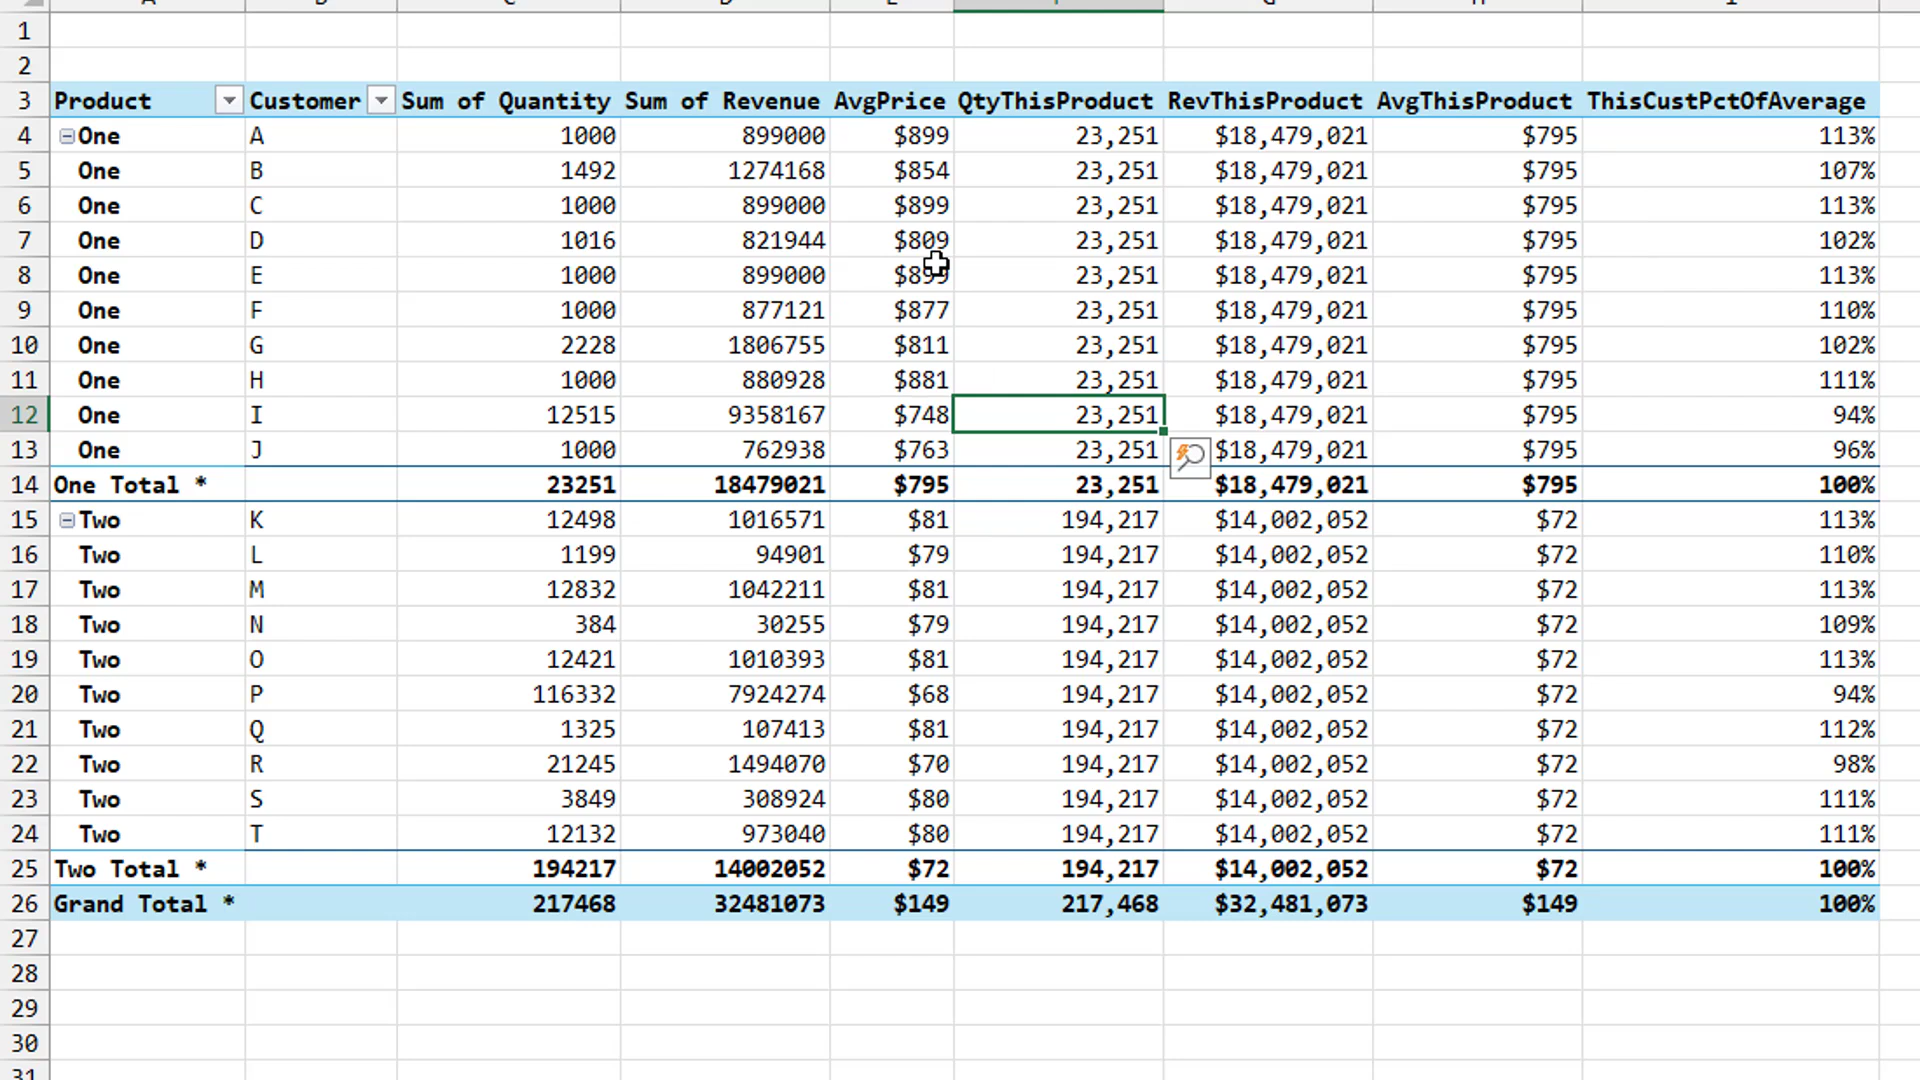 1
2
3 Product Customer Sum of Quantity Sum of Revenue AvgPrice QtyThisProduct RevThisProduct AvgThisProduct ThisCustPctOfAverage
4 One A 1000 899000 $899 23,251 $18,479,021 $795 113%
5 One B 1492 1274168 $854 23,251 $18,479,021 $795 107%
6 One C 1000 899000 $899 23,251 $18,479,021 $795 113%
7 One D 1016 821944 $809 23,251 $18,479,021 $795 102%
8 One E 1000 899000 $899 23,251 $18,479,021 $795 113%
9 One F 1000 877121 $877 23,251 $18,479,021 $795 110%
10 One G 2228 1806755 $811 23,251 $18,479,021 $795 102%
11 One H 1000 880928 $881 23,251 $18,479,021 $795 111%
12 One I 12515 9358167 $748 23,251 $18,479,021 $795 94%
13 One J 1000 762938 $763 23,251 $18,479,021 $795 96%
14 One Total * 23251 18479021 $795 23,251 $18,479,021 $795 100%
15 Two K 12498 1016571 $81 194,217 $14,002,052 $72 113%
16 Two L 1199 94901 $79 194,217 $14,002,052 $72 110%
17 Two M 12832 1042211 $81 194,217 $14,002,052 $72 113%
18 Two N 384 30255 $79 194,217 $14,002,052 $72 109%
19 Two O 12421 1010393 $81 194,217 $14,002,052 $72 113%
20 Two P 116332 7924274 $68 194,217 $14,002,052 $72 94%
21 Two Q 1325 107413 $81 194,217 $14,002,052 $72 112%
22 Two R 21245 1494070 $70 194,217 $14,002,052 $72 98%
23 Two S 3849 308924 $80 194,217 $14,002,052 $72 111%
24 Two T 12132 973040 $80 194,217 $14,002,052 $72 111%
25 Two Total * 194217 14002052 $72 194,217 $14,002,052 $72 100%
26 Grand Total * 217468 32481073 $149 217,468 $32,481,073 $149 100%
27
28
29
30
31